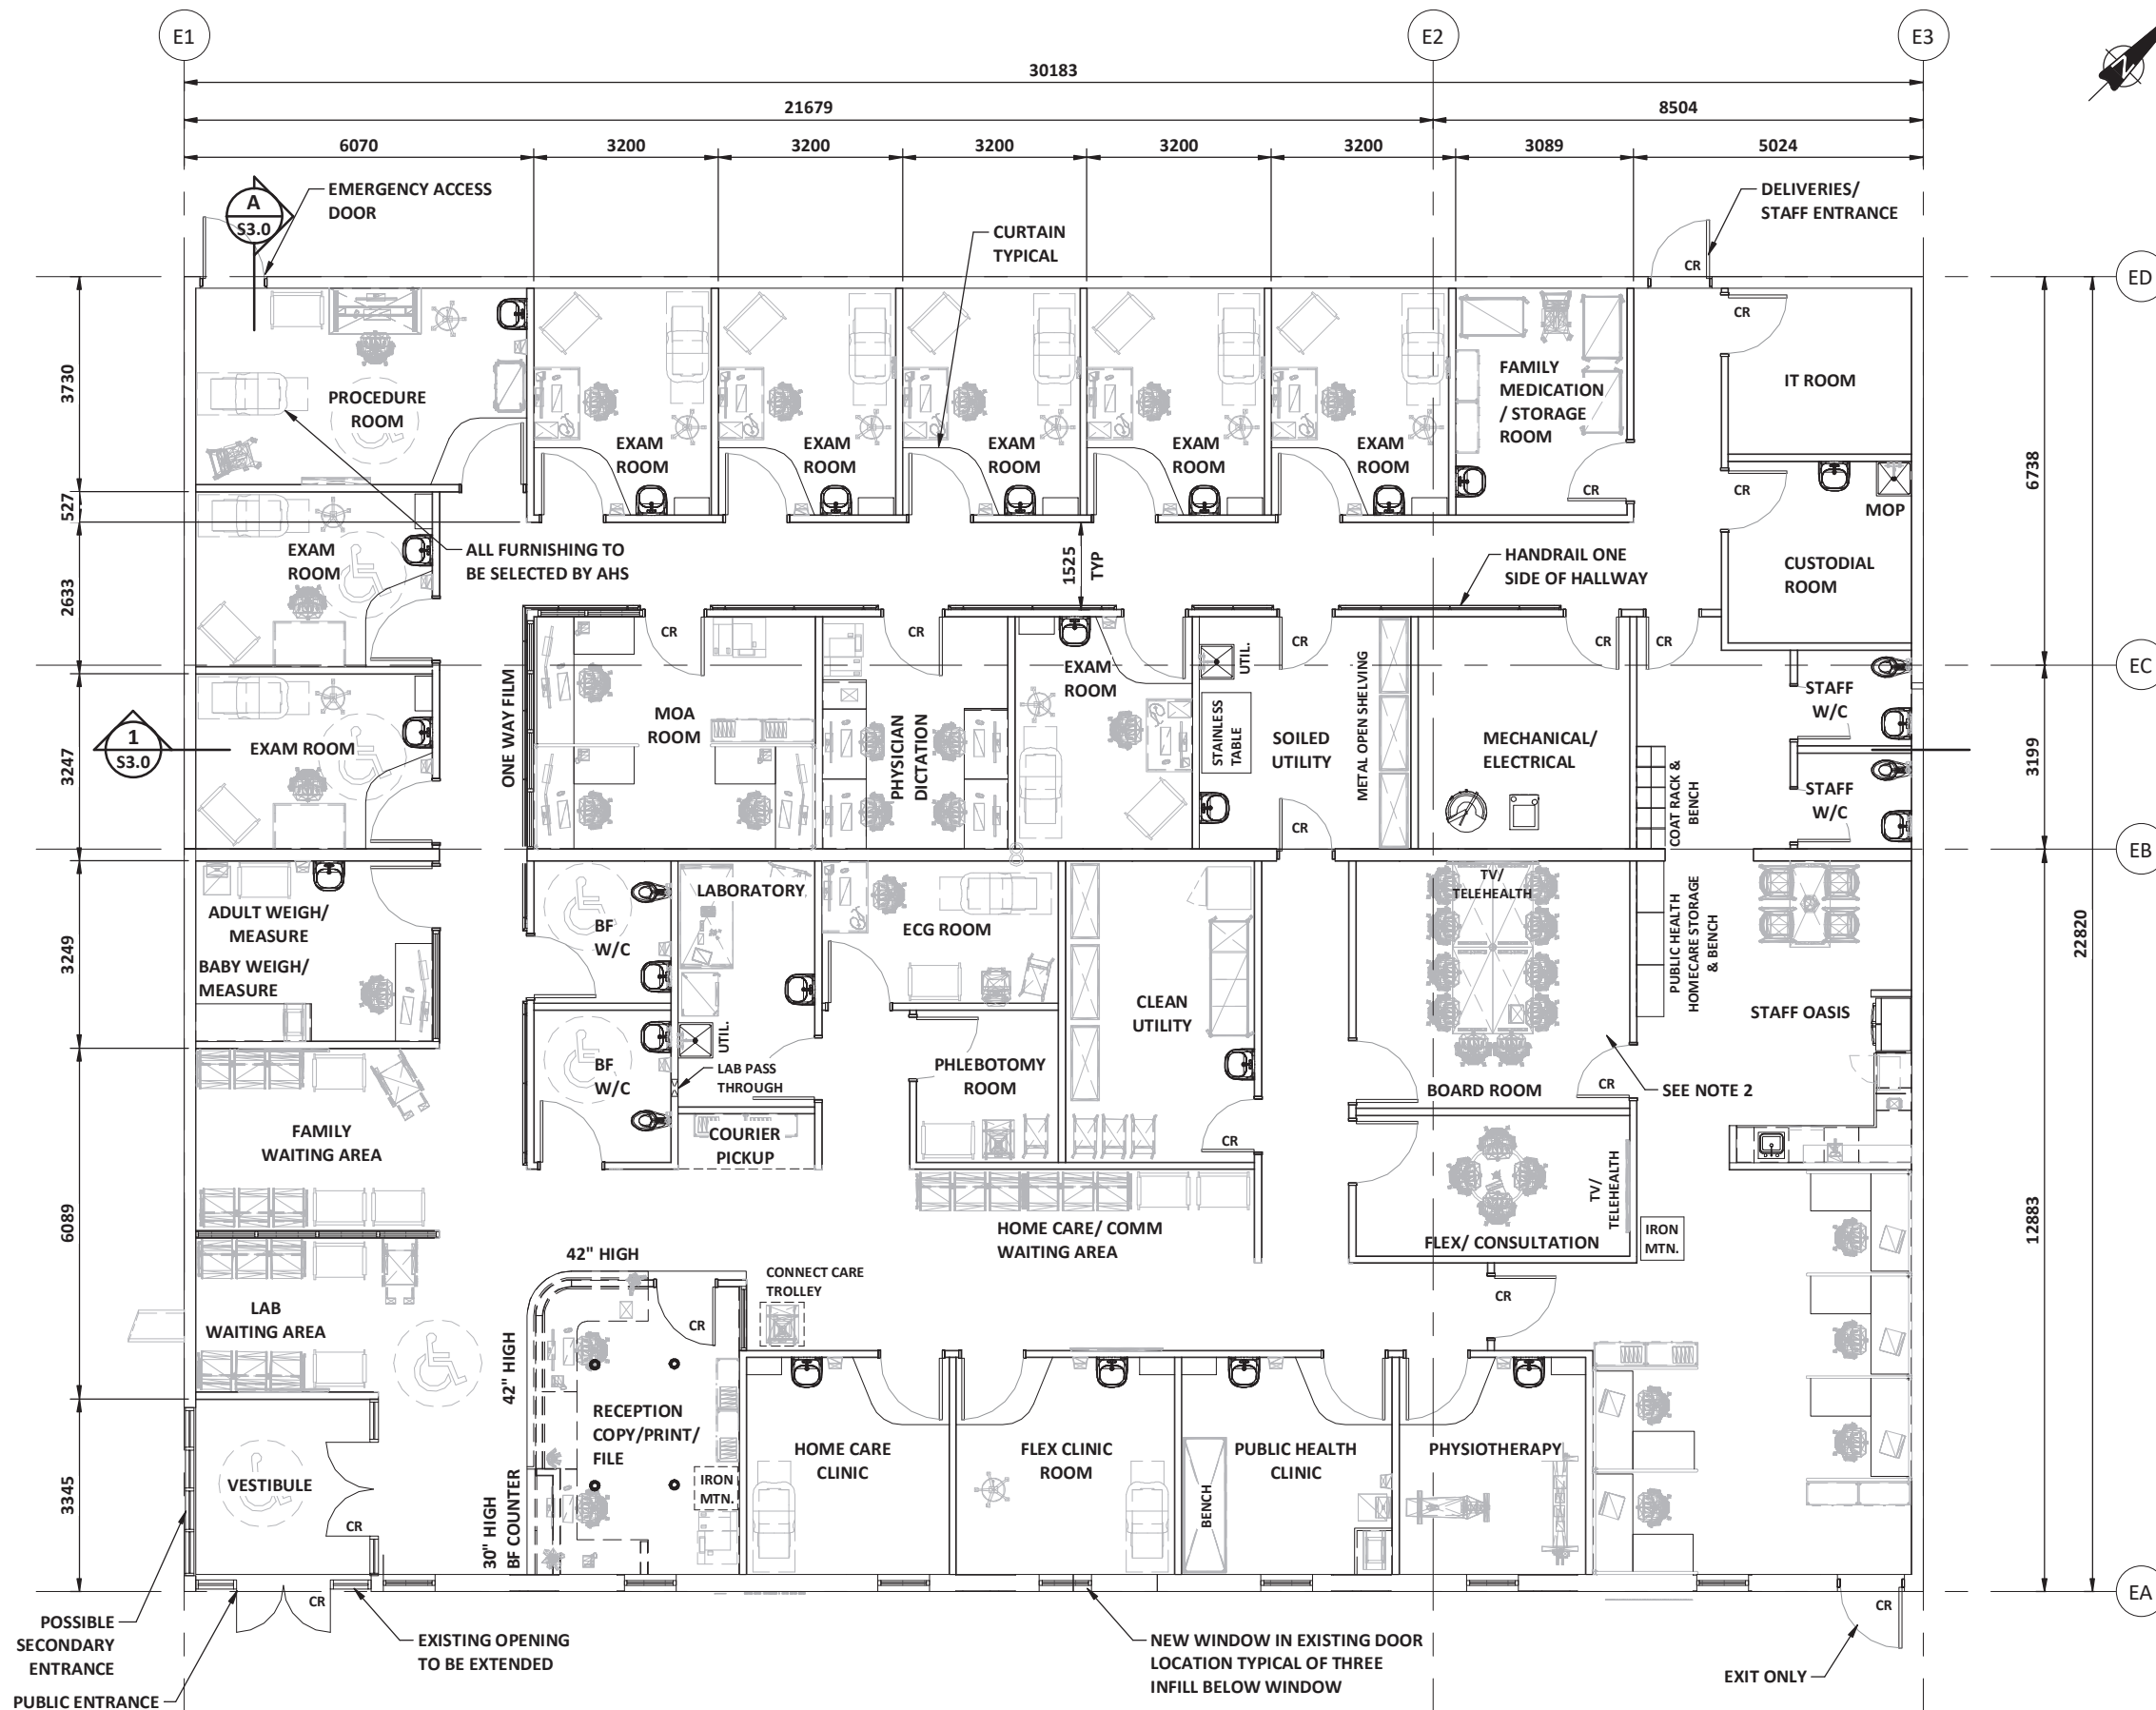 E1
E2
E3
N
30183
21679
8504
6070
3200
3200
3200
3200
3200
3089
5024
A
S3.0
EMERGENCY ACCESS
DOOR
CURTAIN
TYPICAL
DELIVERIES/
STAFF ENTRANCE
CR
ED
3730
PROCEDURE
ROOM
EXAM
ROOM
EXAM
ROOM
EXAM
ROOM
EXAM
ROOM
EXAM
ROOM
FAMILY
MEDICATION
/ STORAGE
ROOM
CR
CR
IT ROOM
CR
MOP
CUSTODIAL
ROOM
6738
527
2633
EXAM
ROOM
ALL FURNISHING TO
BE SELECTED BY AHS
1525
TYP
HANDRAIL ONE
SIDE OF HALLWAY
CR
CR
CR
CR
CR
EC
3247
1
S3.0
EXAM ROOM
ONE WAY FILM
MOA
ROOM
PHYSICIAN
DICTATION
EXAM
ROOM
UTIL.
STAINLESS
TABLE
SOILED
UTILITY
CR
METAL OPEN SHELVING
MECHANICAL/
ELECTRICAL
COAT RACK &
BENCH
STAFF
W/C
STAFF
W/C
3199
EB
22820
3249
ADULT WEIGH/
MEASURE
BABY WEIGH/
MEASURE
BF
W/C
LABORATORY
ECG ROOM
CLEAN
UTILITY
CR
TV/
TELEHEALTH
BOARD ROOM
CR
PUBLIC HEALTH
HOMECARE STORAGE
& BENCH
STAFF OASIS
SEE NOTE 2
BF
W/C
UTIL.
LAB PASS
THROUGH
PHLEBOTOMY
ROOM
COURIER
PICKUP
6089
FAMILY
WAITING AREA
HOME CARE/ COMM
WAITING AREA
FLEX/ CONSULTATION
TV/
TELEHEALTH
IRON
MTN.
12883
LAB
WAITING AREA
42" HIGH
42" HIGH
CR
CONNECT CARE
TROLLEY
CR
3345
VESTIBULE
CR
30" HIGH
BF COUNTER
RECEPTION
COPY/PRINT/
FILE
IRON
MTN.
HOME CARE
CLINIC
FLEX CLINIC
ROOM
BENCH
PUBLIC HEALTH
CLINIC
PHYSIOTHERAPY
CR
CR
EA
POSSIBLE
SECONDARY
ENTRANCE
PUBLIC ENTRANCE
EXISTING OPENING
TO BE EXTENDED
NEW WINDOW IN EXISTING DOOR
LOCATION TYPICAL OF THREE
INFILL BELOW WINDOW
EXIT ONLY